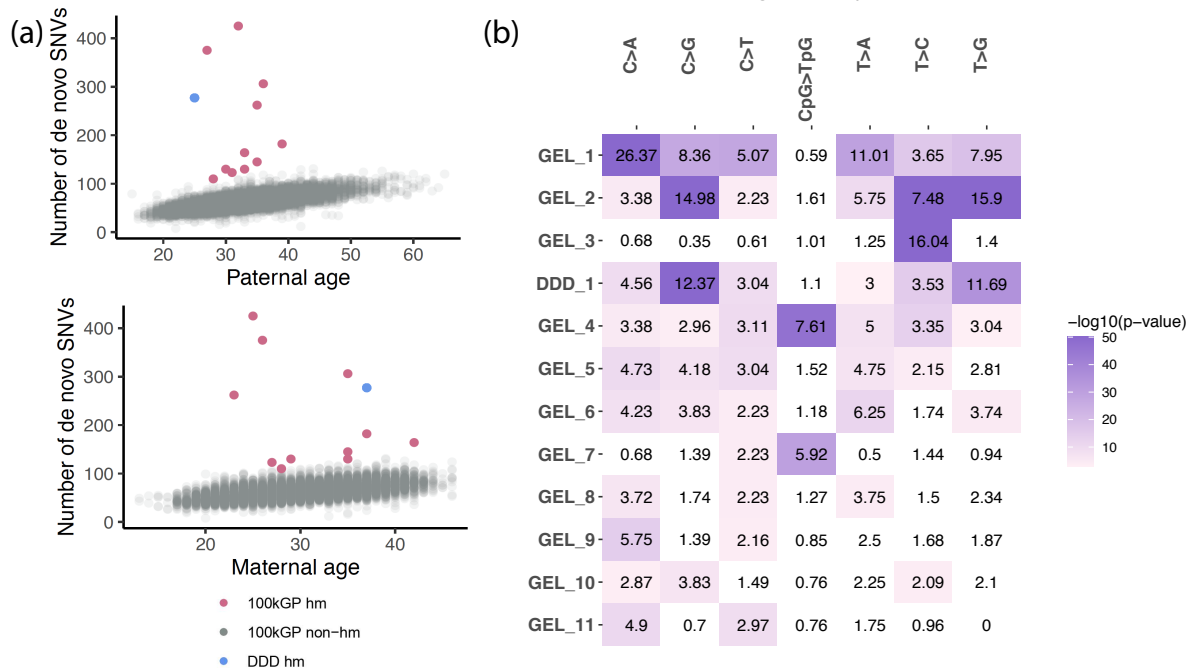 (a)
Number of de novo SNVs
400
300
200
100
0
20 30 40 50 60
Paternal age
Number of de novo SNVs
400
300
200
100
0
20 30 40
Maternal age
100kGP hm
100kGP non-hm
DDD hm
(b)
C>A C>G C>T CpG>TpG T>A T>C T>G
GEL_1 26.37 8.36 5.07 0.59 11.01 3.65 7.95
GEL_2 3.38 14.98 2.23 1.61 5.75 7.48 15.9
GEL_3 0.68 0.35 0.61 1.01 1.25 16.04 1.4
DDD_1 4.56 12.37 3.04 1.1 3 3.53 11.69
GEL_4 3.38 2.96 3.11 7.61 5 3.35 3.04
GEL_5 4.73 4.18 3.04 1.52 4.75 2.15 2.81
GEL_6 4.23 3.83 2.23 1.18 6.25 1.74 3.74
GEL_7 0.68 1.39 2.23 5.92 0.5 1.44 0.94
GEL_8 3.72 1.74 2.23 1.27 3.75 1.5 2.34
GEL_9 5.75 1.39 2.16 0.85 2.5 1.68 1.87
GEL_10 2.87 3.83 1.49 0.76 2.25 2.09 2.1
GEL_11 4.9 0.7 2.97 0.76 1.75 0.96 0
−log10(p−value)
50
40
30
20
10